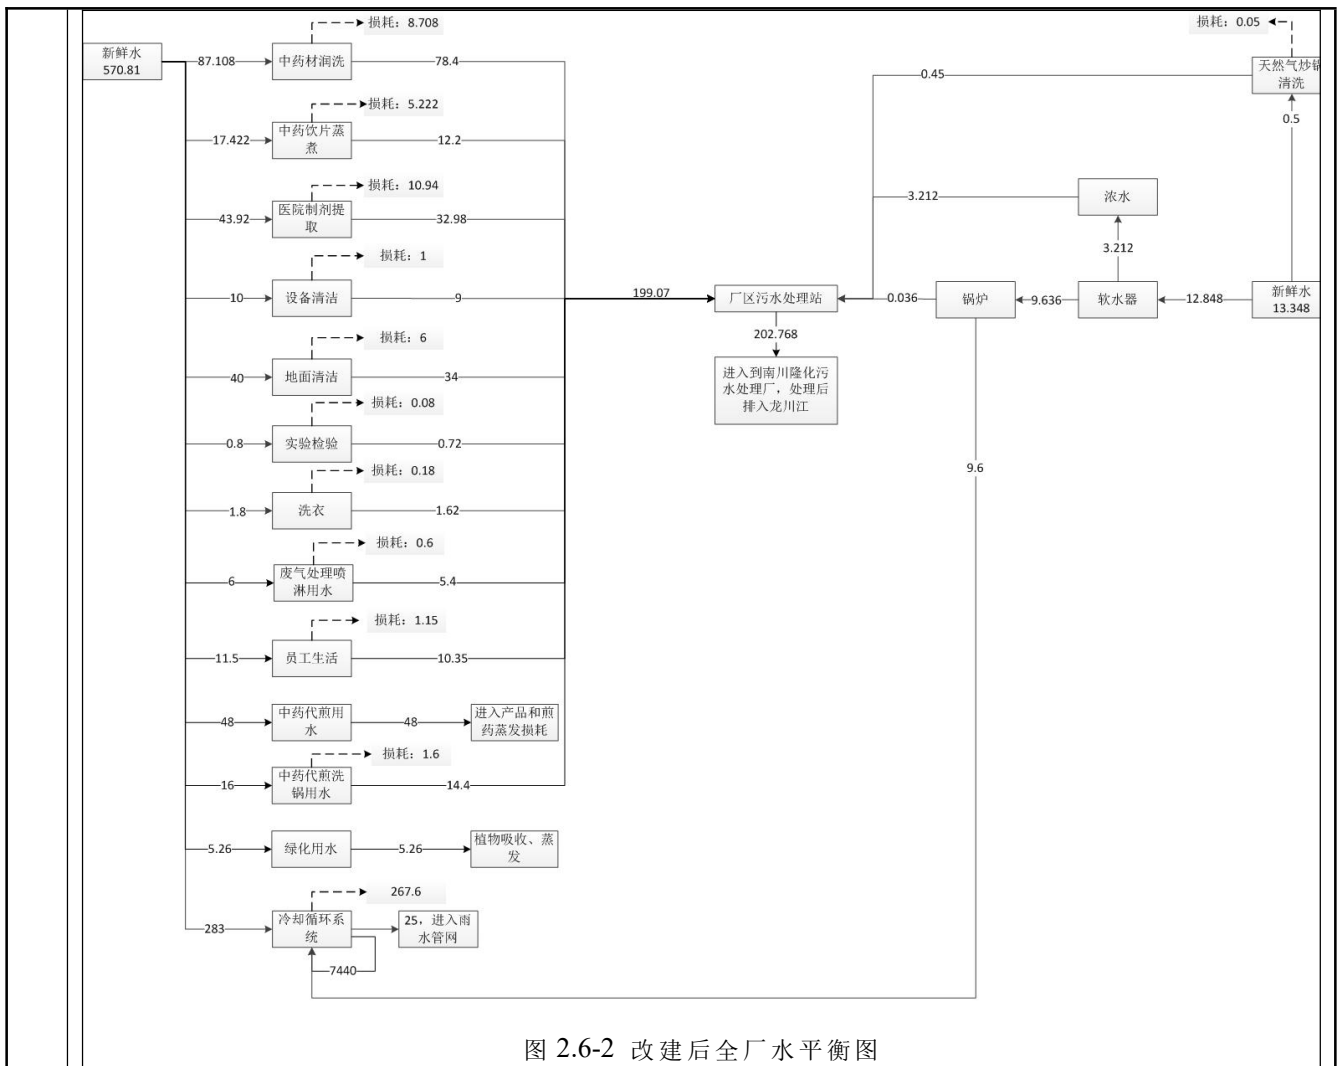 损耗：8.708
损耗：0.05
新鲜水
570.81
87.108
中药材润洗
78.4
天然气炒锅
清洗
0.45
0.5
损耗：5.222
17.422
中药饮片蒸
煮
12.2
损耗：10.94
43.92
医院制剂提
取
32.98
3.212
浓水
3.212
损耗：1
10
设备清洁
9
199.07
厂区污水处理站
0.036
锅炉
9.636
软水器
12.848
新鲜水
13.348
202.768
进入到南川隆化污
水处理厂，处理后
排入龙川江
损耗：6
40
地面清洁
34
损耗：0.08
0.8
实验检验
0.72
9.6
损耗：0.18
1.8
洗衣
1.62
损耗：0.6
6
废气处理喷
淋用水
5.4
损耗：1.15
11.5
员工生活
10.35
48
中药代煎用
水
48
进入产品和煎
药蒸发损耗
损耗：1.6
16
中药代煎洗
锅用水
14.4
5.26
绿化用水
5.26
植物吸收、蒸
发
267.6
283
冷却循环系
统
25，进入雨
水管网
7440
图 2.6-2 改建后全厂水平衡图